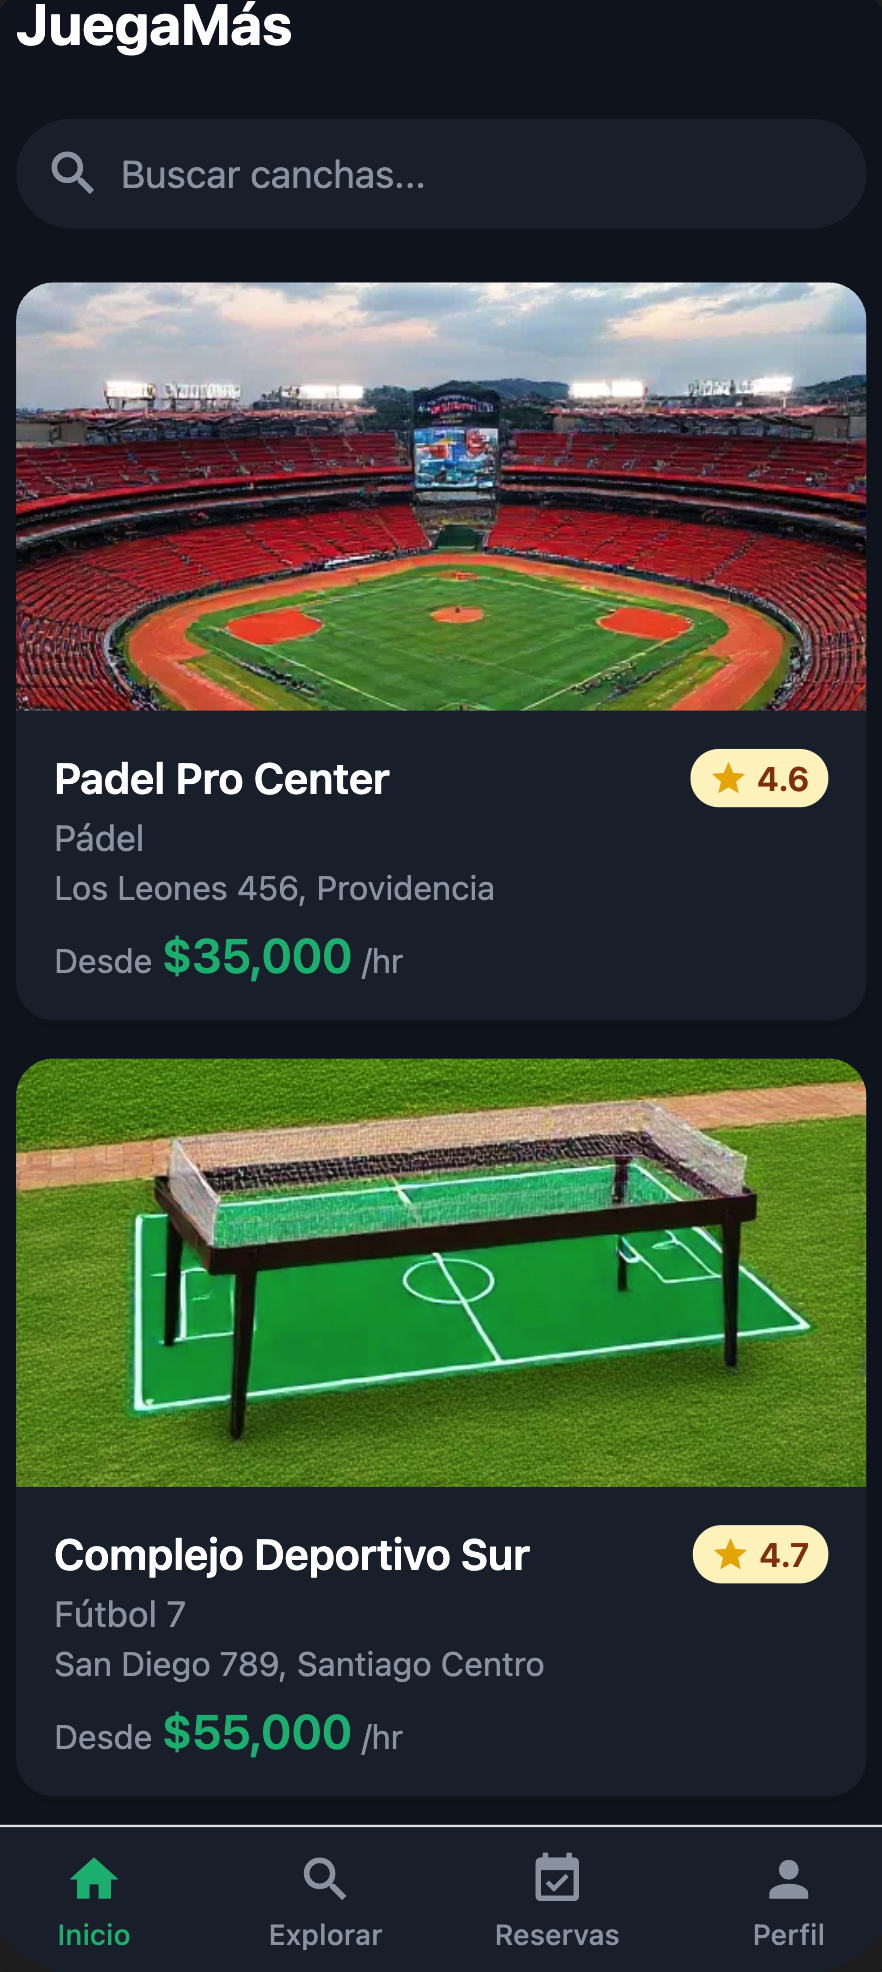 JuegaMás
Buscar canchas...
Padel Pro Center
4.6
Pádel
Los Leones 456, Providencia
Desde $35,000 /hr
Complejo Deportivo Sur
4.7
Fútbol 7
San Diego 789, Santiago Centro
Desde $55,000 /hr
Inicio
Explorar
Reservas
Perfil